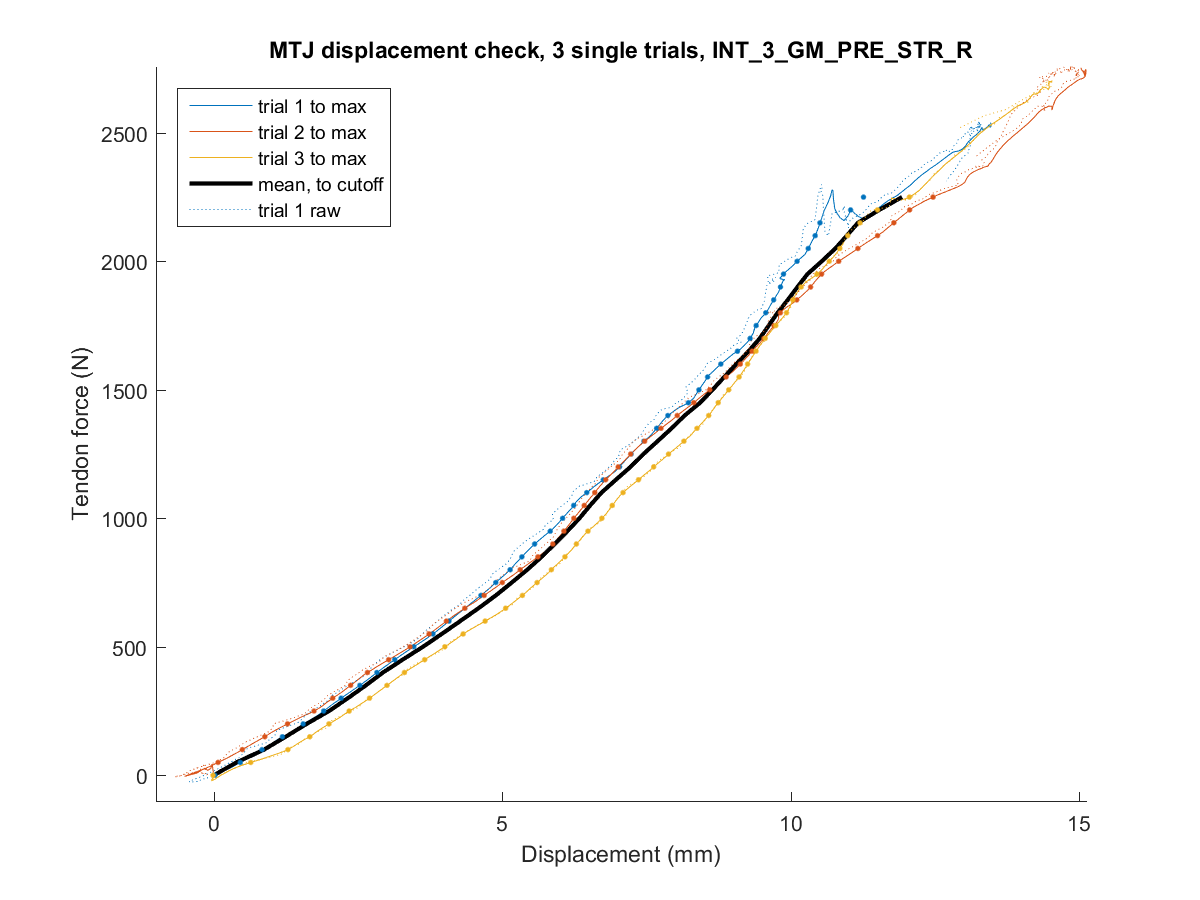 MTJ displacement check, 3 single trials, INT_3_GM_PRE_STR_R
trial 1 to max
trial 2 to max
trial 3 to max
mean, to cutoff
trial 1 raw
2500
2000
1500
1000
500
0
Tendon force (N)
0 5 10 15
Displacement (mm)